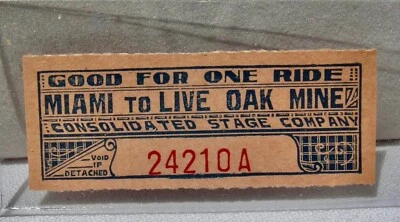 GOOD FOR ONE RIDE
MIAMI TO LIVE OAK MINE
CONSOLIDATED STAGE COMPANY
VOID
IF
DETACHED
24210A